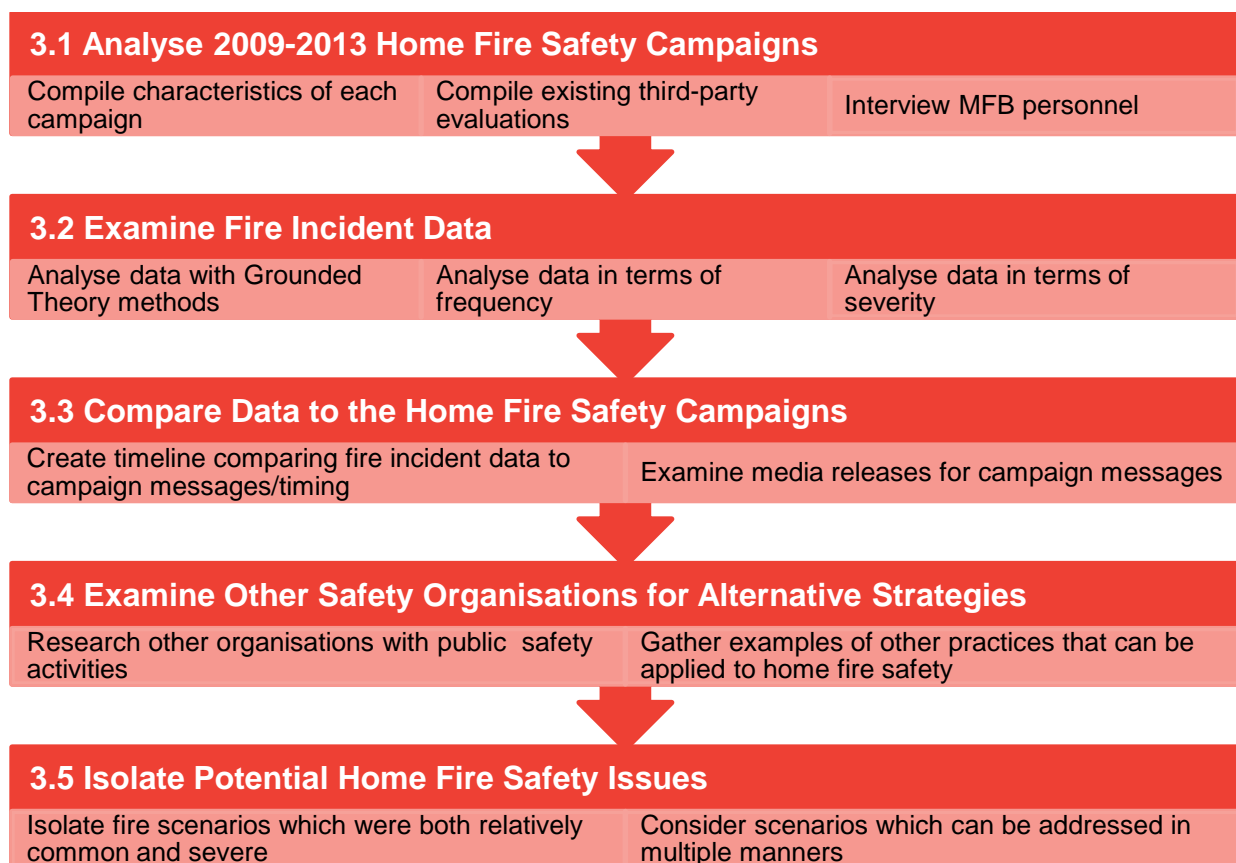 3.1 Analyse 2009-2013 Home Fire Safety Campaigns
Compile characteristics of each
campaign
Compile existing third-party
evaluations
Interview MFB personnel
3.2 Examine Fire Incident Data
Analyse data with Grounded
Theory methods
Analyse data in terms of
frequency
Analyse data in terms of
severity
3.3 Compare Data to the Home Fire Safety Campaigns
Create timeline comparing fire incident data to
campaign messages/timing
Examine media releases for campaign messages
3.4 Examine Other Safety Organisations for Alternative Strategies
Research other organisations with public safety
activities
Gather examples of other practices that can be
applied to home fire safety
3.5 Isolate Potential Home Fire Safety Issues
Isolate fire scenarios which were both relatively
common and severe
Consider scenarios which can be addressed in
multiple manners